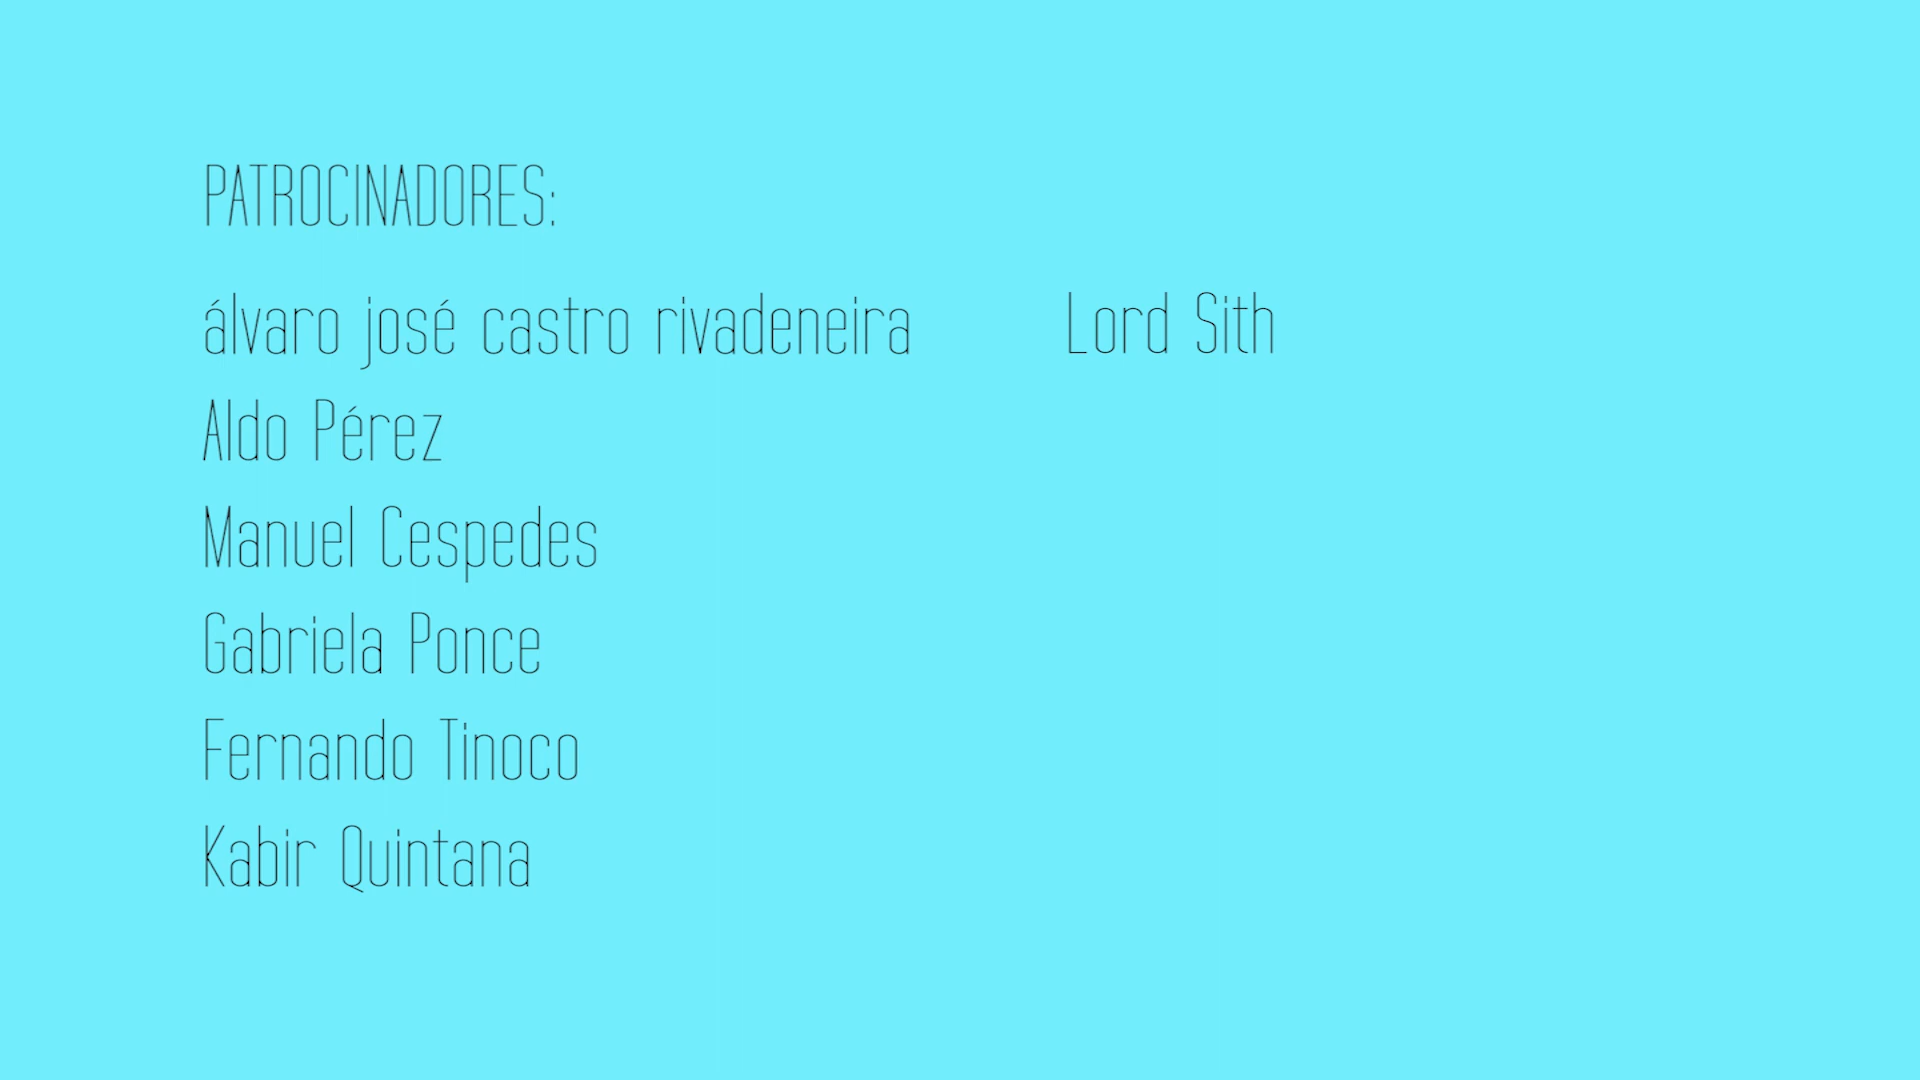 PATROCINADORES:
álvaro josé castro rivadeneira
Aldo Pérez
Manuel Cespedes
Gabriela Ponce
Fernando Tinoco
Kabir Quintana
Lord Sith